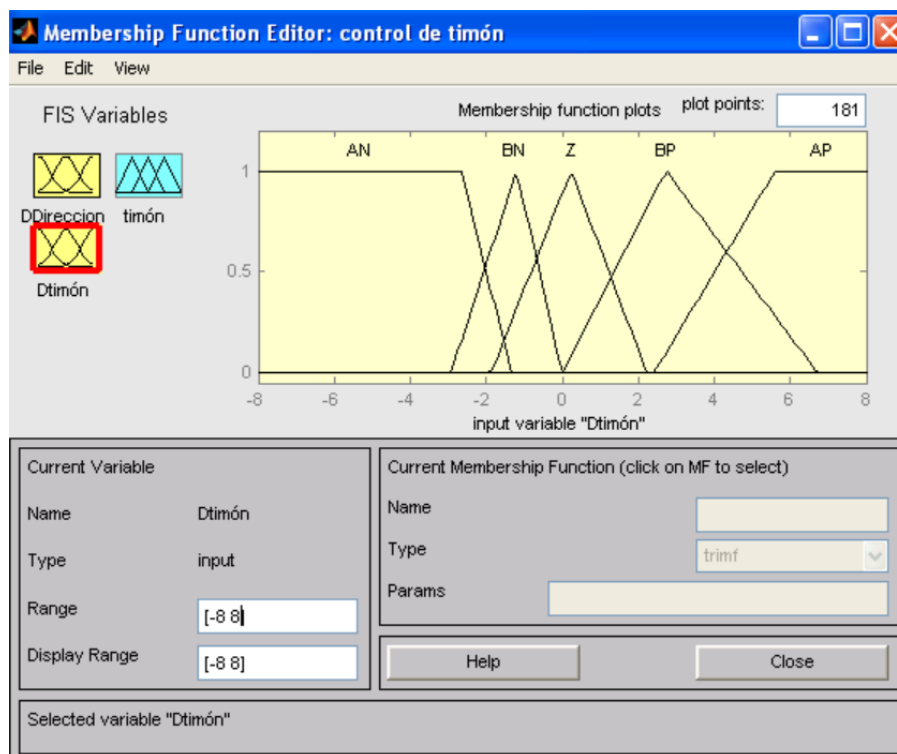 Membership Function Editor: control de timón
File Edit View
FIS Variables
Membership function plots plot points: 181
DDireccion timón
Dtimón
AN BN Z BP AP
1
0.5
0
-8 -6 -4 -2 0 2 4 6 8
input variable "Dtimón"
Current Variable
Name Dtimón
Type input
Range [-8 8]
Display Range [-8 8]
Current Membership Function (click on MF to select)
Name
Type trimf
Params
Help Close
Selected variable "Dtimón"